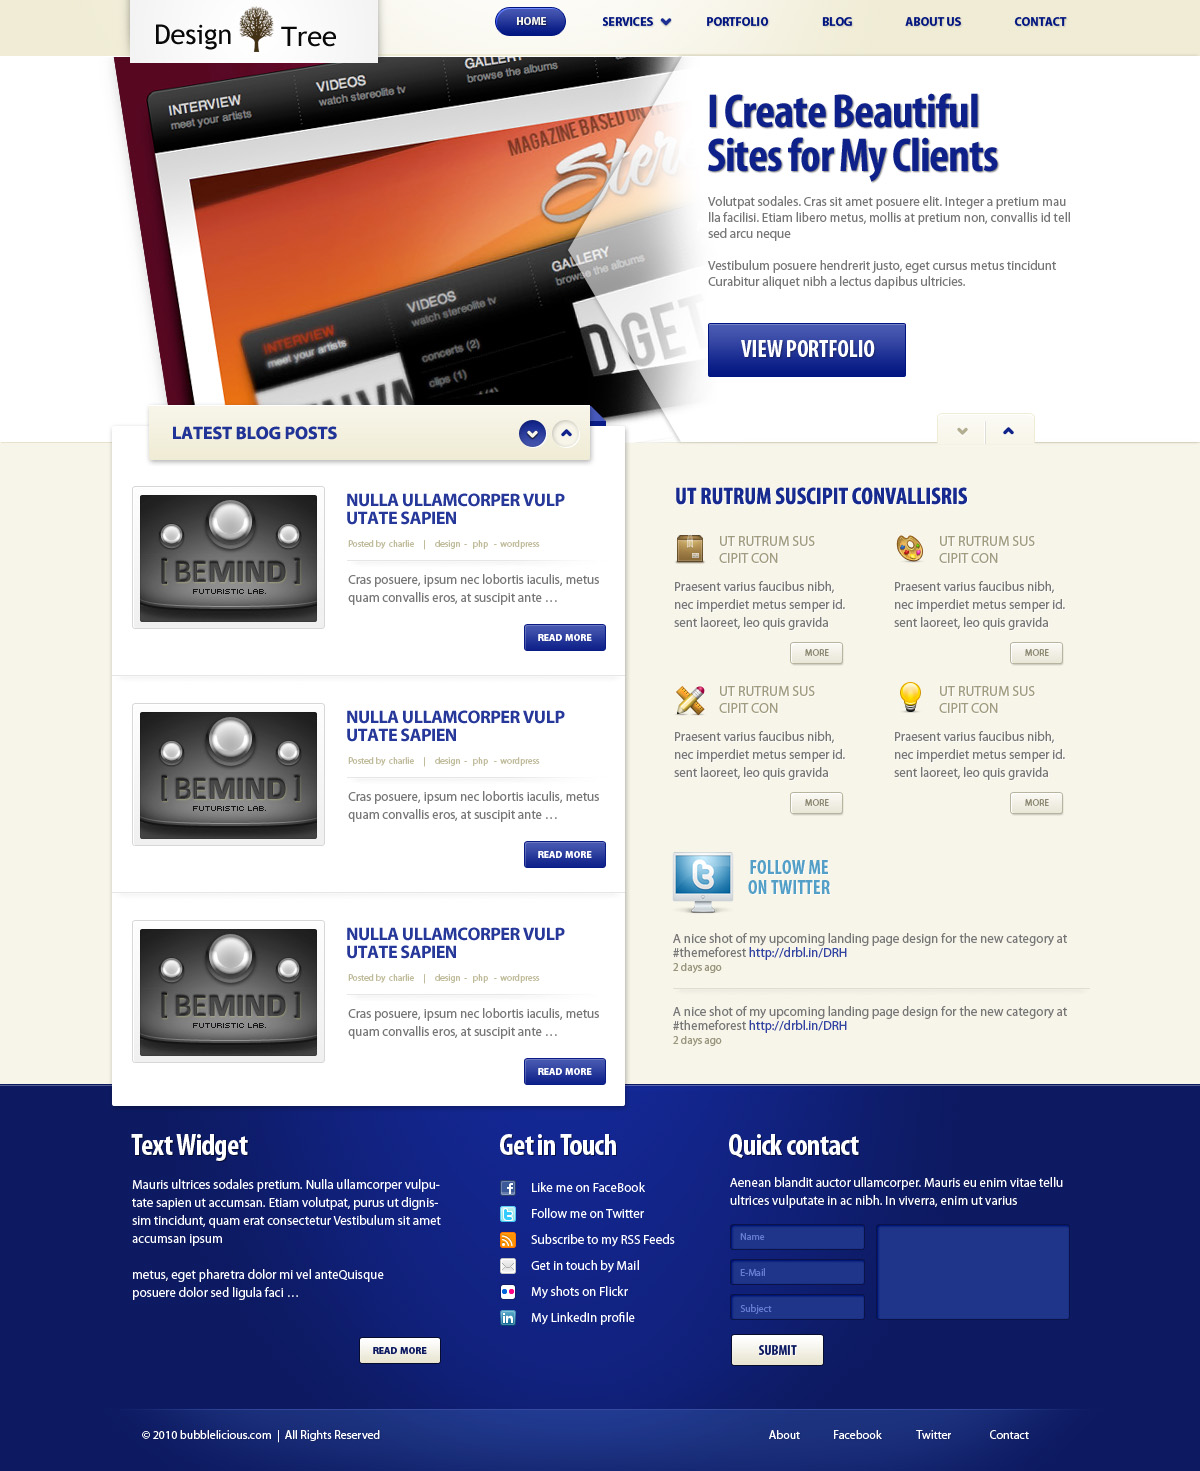 Design Tree
HOME SERVICES PORTFOLIO BLOG ABOUT US CONTACT
INTERVIEW
meet your artists
VIDEOS
watch stereolite tv
GALLERY
browse the albums
MAGAZINE BASED ON
INTERVIEW
meet your artists
VIDEOS
watch stereolite tv
concerts (2)
clips (1)
GALLERY
browse the albums
GET
I Create Beautiful
Sites for My Clients
Volutpat sodales. Cras sit amet posuere elit. Integer a pretium mau
lla facilisi. Etiam libero metus, mollis at pretium non, convallis id tell
sed arcu neque
Vestibulum posuere hendrerit justo, eget cursus metus tincidunt
Curabitur aliquet nibh a lectus dapibus ultricies.
VIEW PORTFOLIO
LATEST BLOG POSTS
[ BEMIND ]
FUTURISTIC LAB.
NULLA ULLAMCORPER VULP
UTATE SAPIEN
Posted by charlie | design - php - wordpress
Cras posuere, ipsum nec lobortis iaculis, metus
quam convallis eros, at suscipit ante ...
READ MORE
[ BEMIND ]
FUTURISTIC LAB.
NULLA ULLAMCORPER VULP
UTATE SAPIEN
Posted by charlie | design - php - wordpress
Cras posuere, ipsum nec lobortis iaculis, metus
quam convallis eros, at suscipit ante ...
READ MORE
[ BEMIND ]
FUTURISTIC LAB.
NULLA ULLAMCORPER VULP
UTATE SAPIEN
Posted by charlie | design - php - wordpress
Cras posuere, ipsum nec lobortis iaculis, metus
quam convallis eros, at suscipit ante ...
READ MORE
UT RUTRUM SUSCIPIT CONVALLISRIS
UT RUTRUM SUS
CIPIT CON
Praesent varius faucibus nibh,
nec imperdiet metus semper id.
sent laoreet, leo quis gravida
MORE
UT RUTRUM SUS
CIPIT CON
Praesent varius faucibus nibh,
nec imperdiet metus semper id.
sent laoreet, leo quis gravida
MORE
UT RUTRUM SUS
CIPIT CON
Praesent varius faucibus nibh,
nec imperdiet metus semper id.
sent laoreet, leo quis gravida
MORE
UT RUTRUM SUS
CIPIT CON
Praesent varius faucibus nibh,
nec imperdiet metus semper id.
sent laoreet, leo quis gravida
MORE
FOLLOW ME
ON TWITTER
A nice shot of my upcoming landing page design for the new category at
#themeforest http://drbl.in/DRH
2 days ago
A nice shot of my upcoming landing page design for the new category at
#themeforest http://drbl.in/DRH
2 days ago
Text Widget
Mauris ultrices sodales pretium. Nulla ullamcorper vulpu-
tate sapien ut accumsan. Etiam volutpat, purus ut dignis-
sim tincidunt, quam erat consectetur Vestibulum sit amet
accumsan ipsum
metus, eget pharetra dolor mi vel anteQuisque
posuere dolor sed ligula faci ...
READ MORE
Get in Touch
Like me on FaceBook
Follow me on Twitter
Subscribe to my RSS Feeds
Get in touch by Mail
My shots on Flickr
My LinkedIn profile
Quick contact
Aenean blandit auctor ullamcorper. Mauris eu enim vitae tellu
ultrices vulputate in ac nibh. In viverra, enim ut varius
Name
E-Mail
Subject
SUBMIT
© 2010 bubblelicious.com | All Rights Reserved
About Facebook Twitter Contact